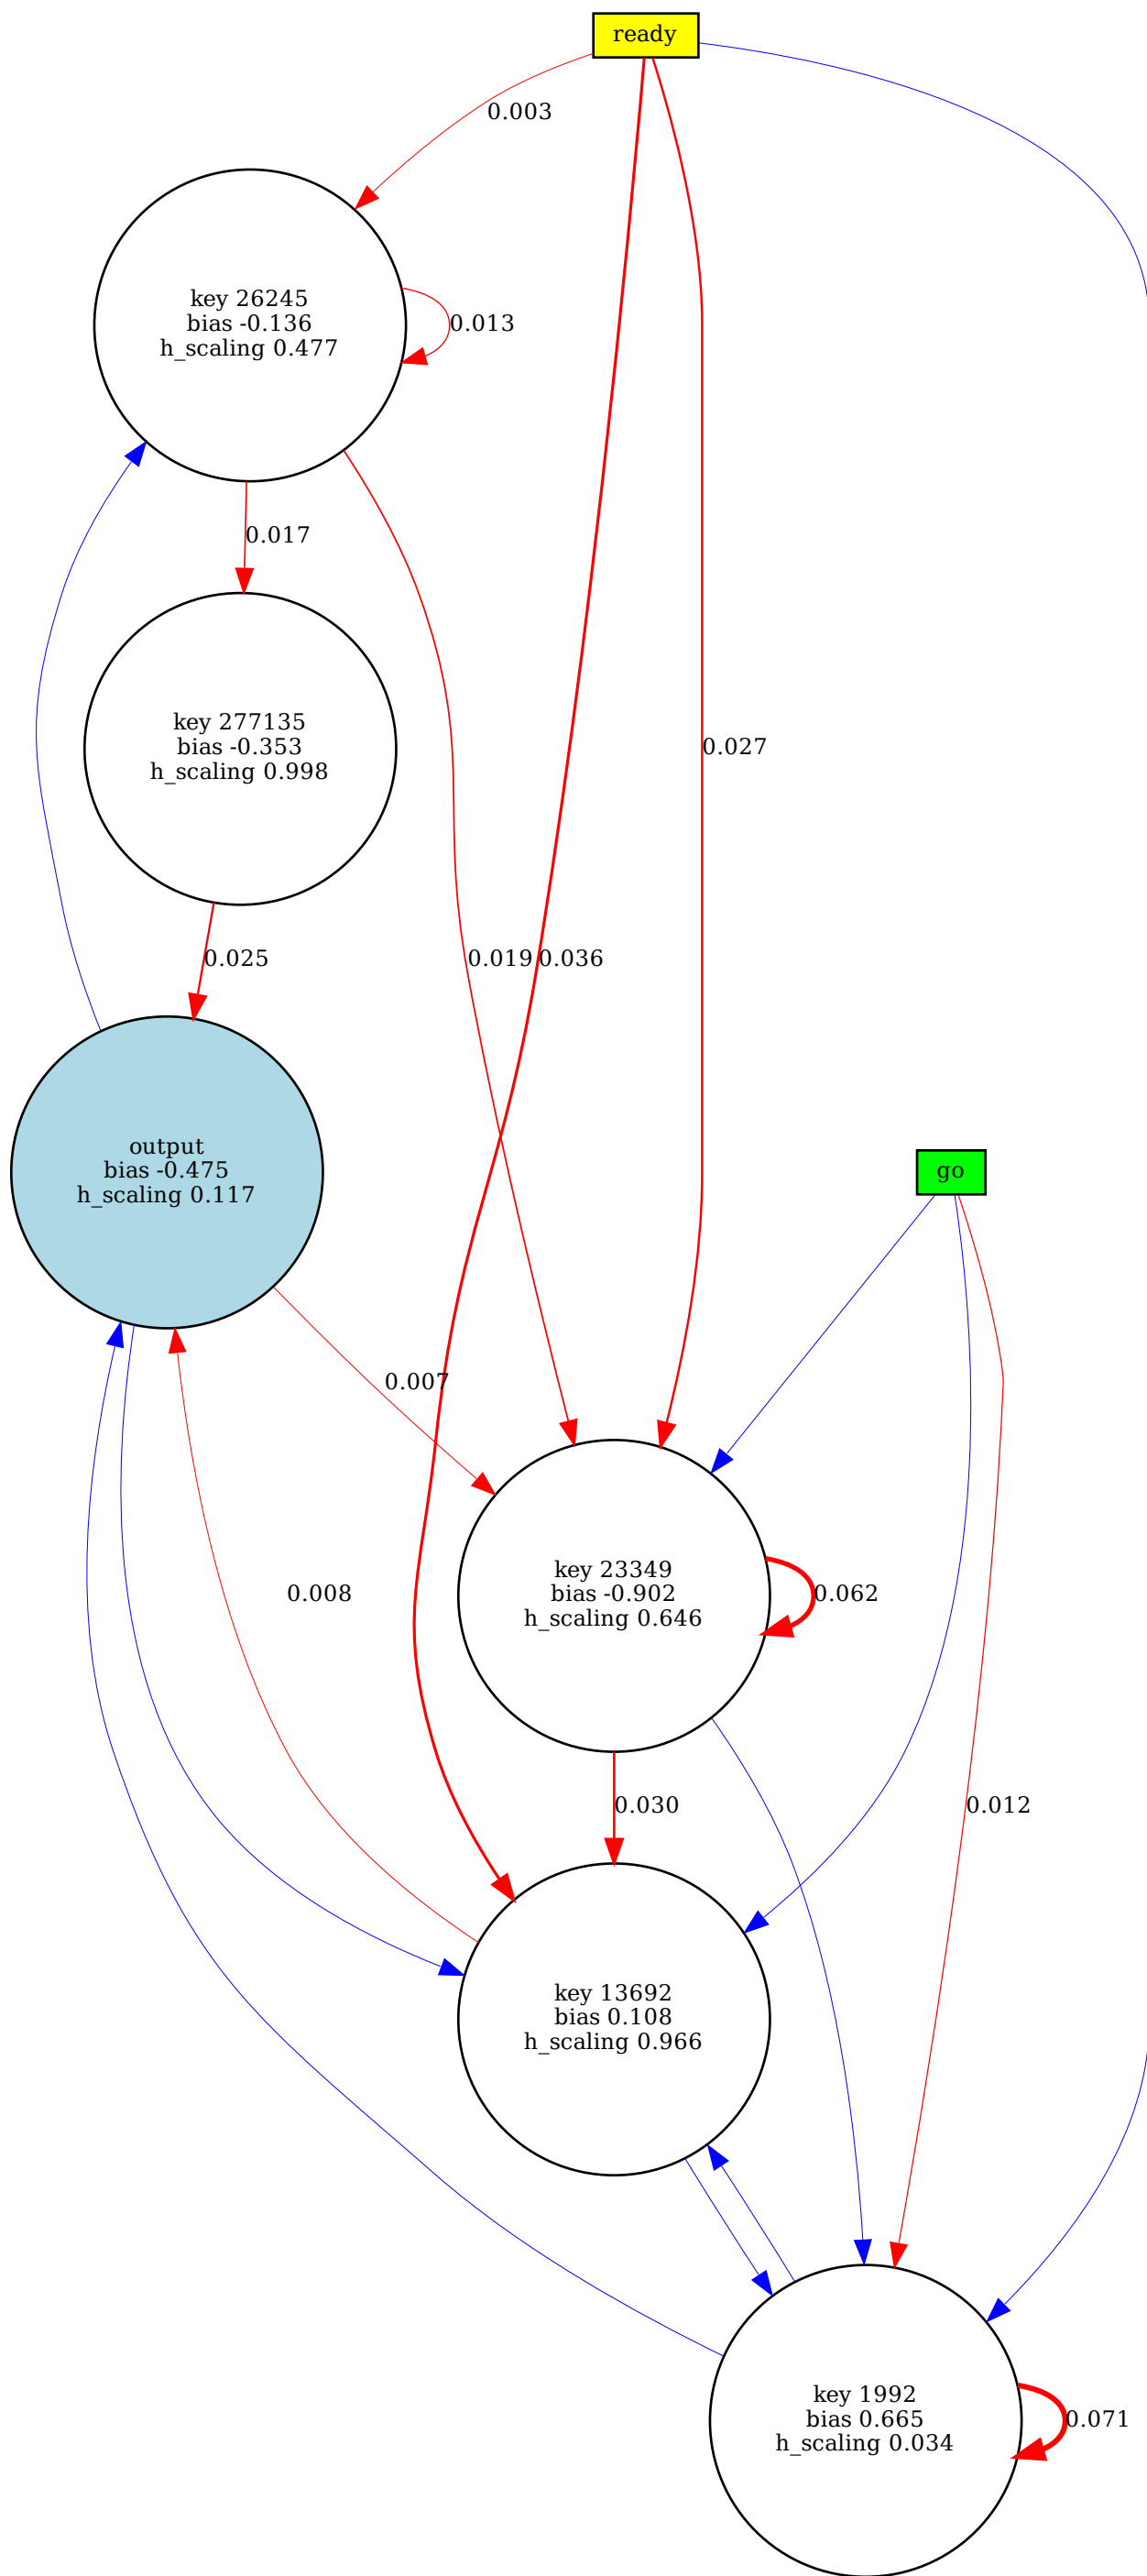 ready
0.003
key 26245
bias -0.136
h_scaling 0.477
0.013
0.017
key 277135
bias -0.353
h_scaling 0.998
0.027
0.025
0.019
0.036
output
bias -0.475
h_scaling 0.117
go
0.007
key 23349
bias -0.902
h_scaling 0.646
0.062
0.008
0.030
0.012
key 13692
bias 0.108
h_scaling 0.966
key 1992
bias 0.665
h_scaling 0.034
0.071